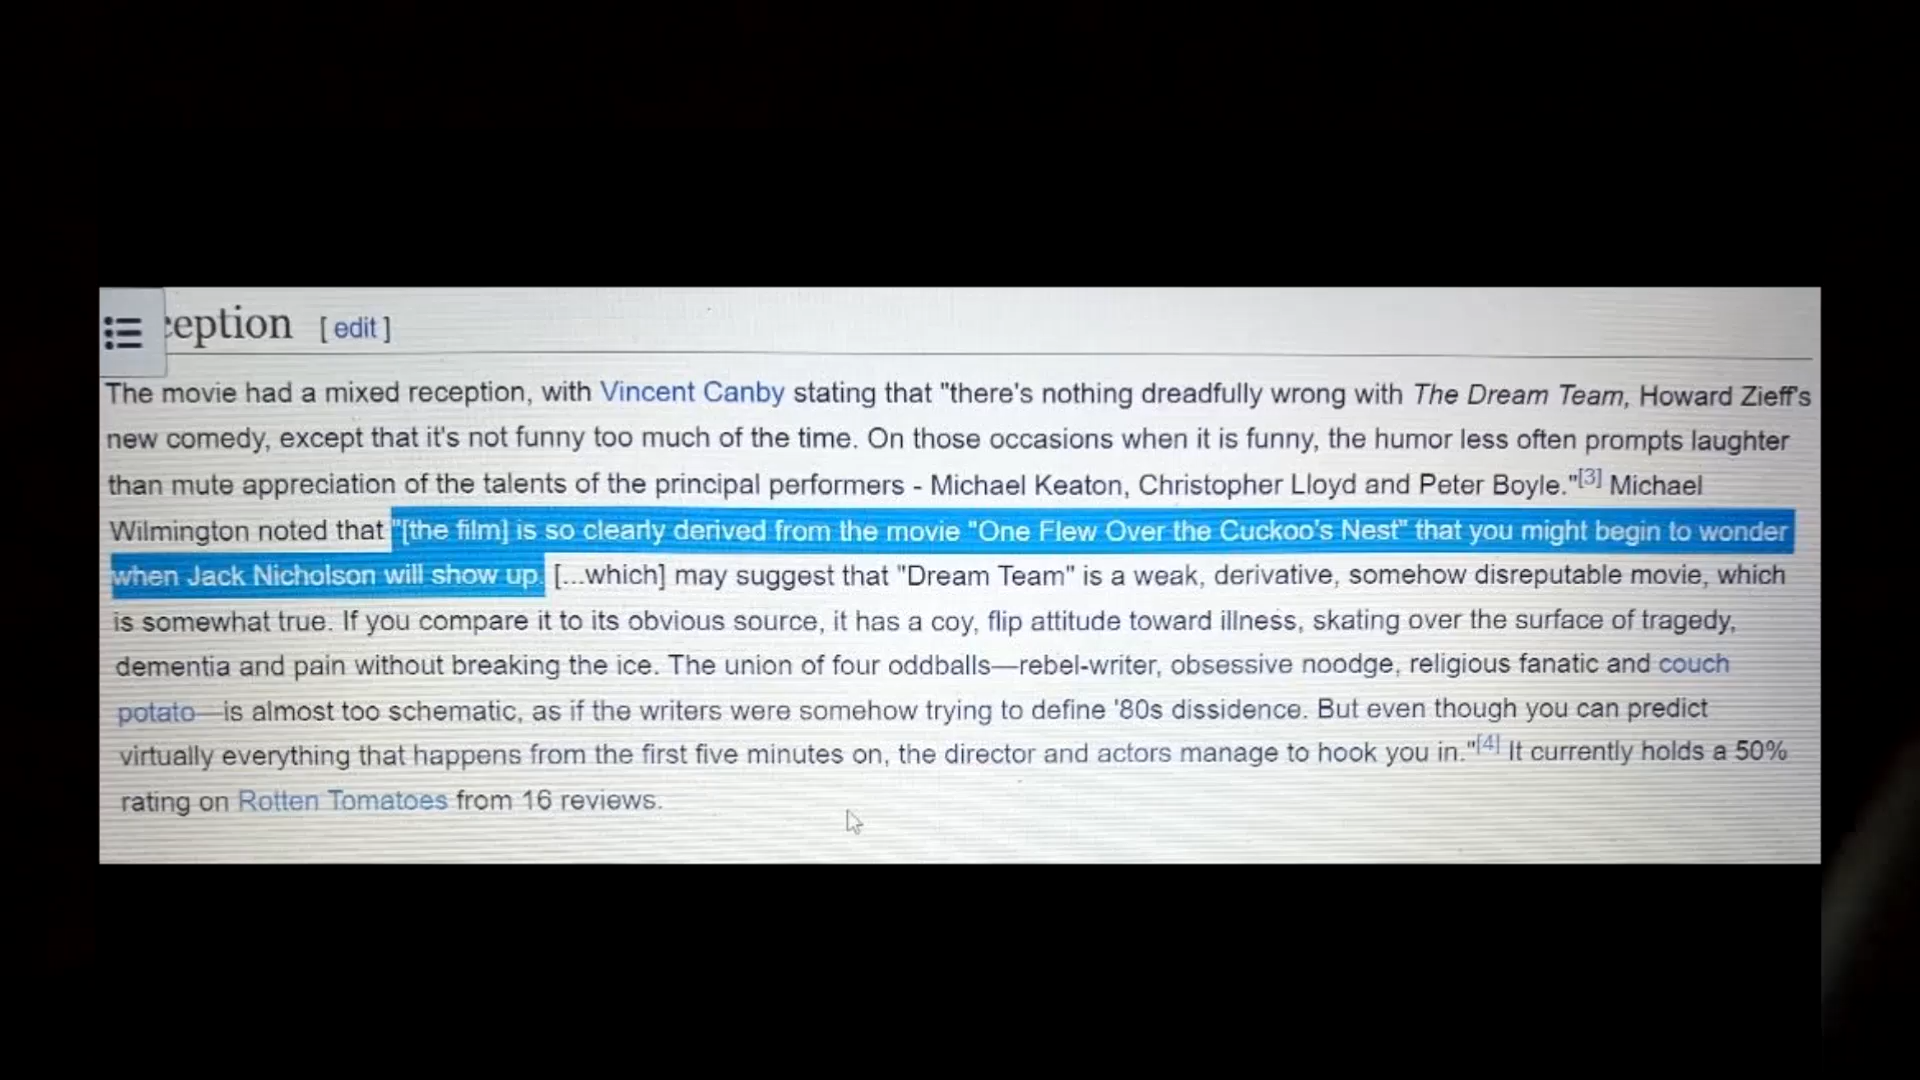 ception [ edit ]
The movie had a mixed reception, with Vincent Canby stating that "there's nothing dreadfully wrong with The Dream Team, Howard Zieff's
new comedy, except that it's not funny too much of the time. On those occasions when it is funny, the humor less often prompts laughter
than mute appreciation of the talents of the principal performers - Michael Keaton, Christopher Lloyd and Peter Boyle."[3] Michael
Wilmington noted that "[the film] is so clearly derived from the movie "One Flew Over the Cuckoo's Nest" that you might begin to wonder
when Jack Nicholson will show up. [...which] may suggest that "Dream Team" is a weak, derivative, somehow disreputable movie, which
is somewhat true. If you compare it to its obvious source, it has a coy, flip attitude toward illness, skating over the surface of tragedy,
dementia and pain without breaking the ice. The union of four oddballs—rebel-writer, obsessive noodge, religious fanatic and couch
potato—is almost too schematic, as if the writers were somehow trying to define '80s dissidence. But even though you can predict
virtually everything that happens from the first five minutes on, the director and actors manage to hook you in."[4] It currently holds a 50%
rating on Rotten Tomatoes from 16 reviews.